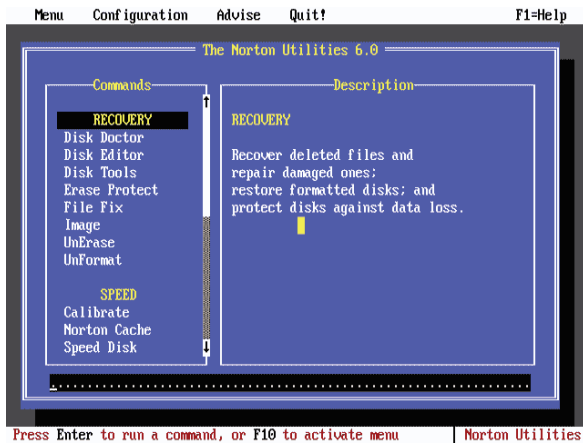 Menu Configuration Advise Quit! F1=Help
The Norton Utilities 6.0
Commands
RECOVERY
Disk Doctor
Disk Editor
Disk Tools
Erase Protect
File Fix
Image
UnErase
UnFormat
SPEED
Calibrate
Norton Cache
Speed Disk
Description
RECOVERY
Recover deleted files and
repair damaged ones;
restore formatted disks; and
protect disks against data loss.
Press Enter to run a command, or F10 to activate menu
Norton Utilities